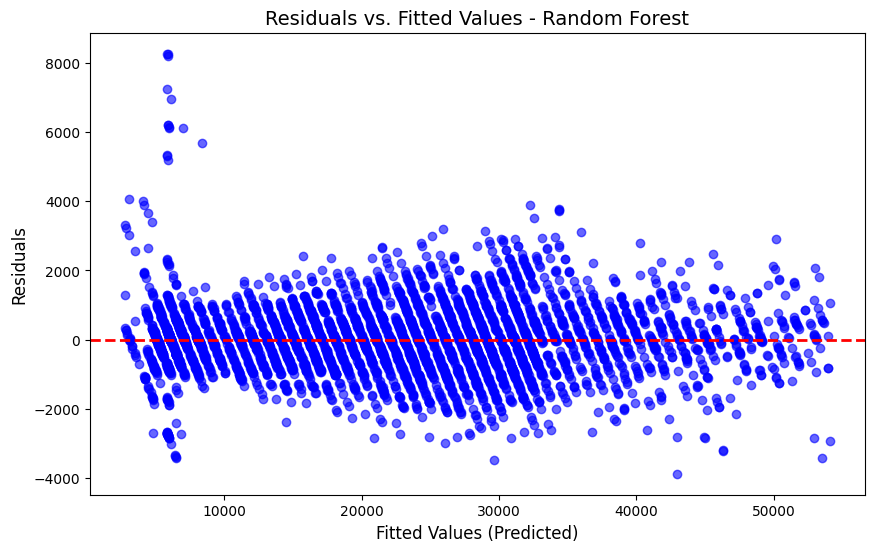 Residuals vs. Fitted Values - Random Forest
Residuals
8000
6000
4000
2000
0
−2000
−4000
10000 20000 30000 40000 50000
Fitted Values (Predicted)